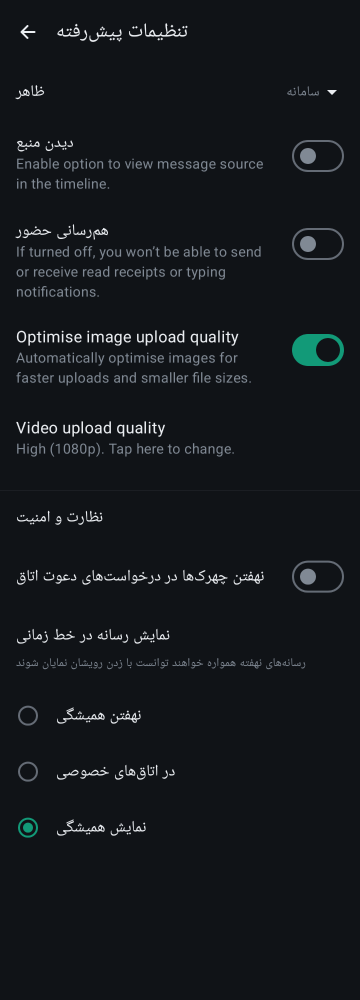 تنظیمات پیش‌رفته
ظاهر
سامانه
دیدن منبع
Enable option to view message source
in the timeline.
هم‌رسانی حضور
If turned off, you won’t be able to send
or receive read receipts or typing
notifications.
Optimise image upload quality
Automatically optimise images for
faster uploads and smaller file sizes.
Video upload quality
High (1080p). Tap here to change.
نظارت و امنیت
نهفتن چهرک‌ها در درخواست‌های دعوت اتاق
نمایش رسانه در خط زمانی
رسانه‌های نهفته همواره خواهند توانست با زدن رویشان نمایان شوند
نهفتن همیشگی
در اتاق‌های خصوصی
نمایش همیشگی